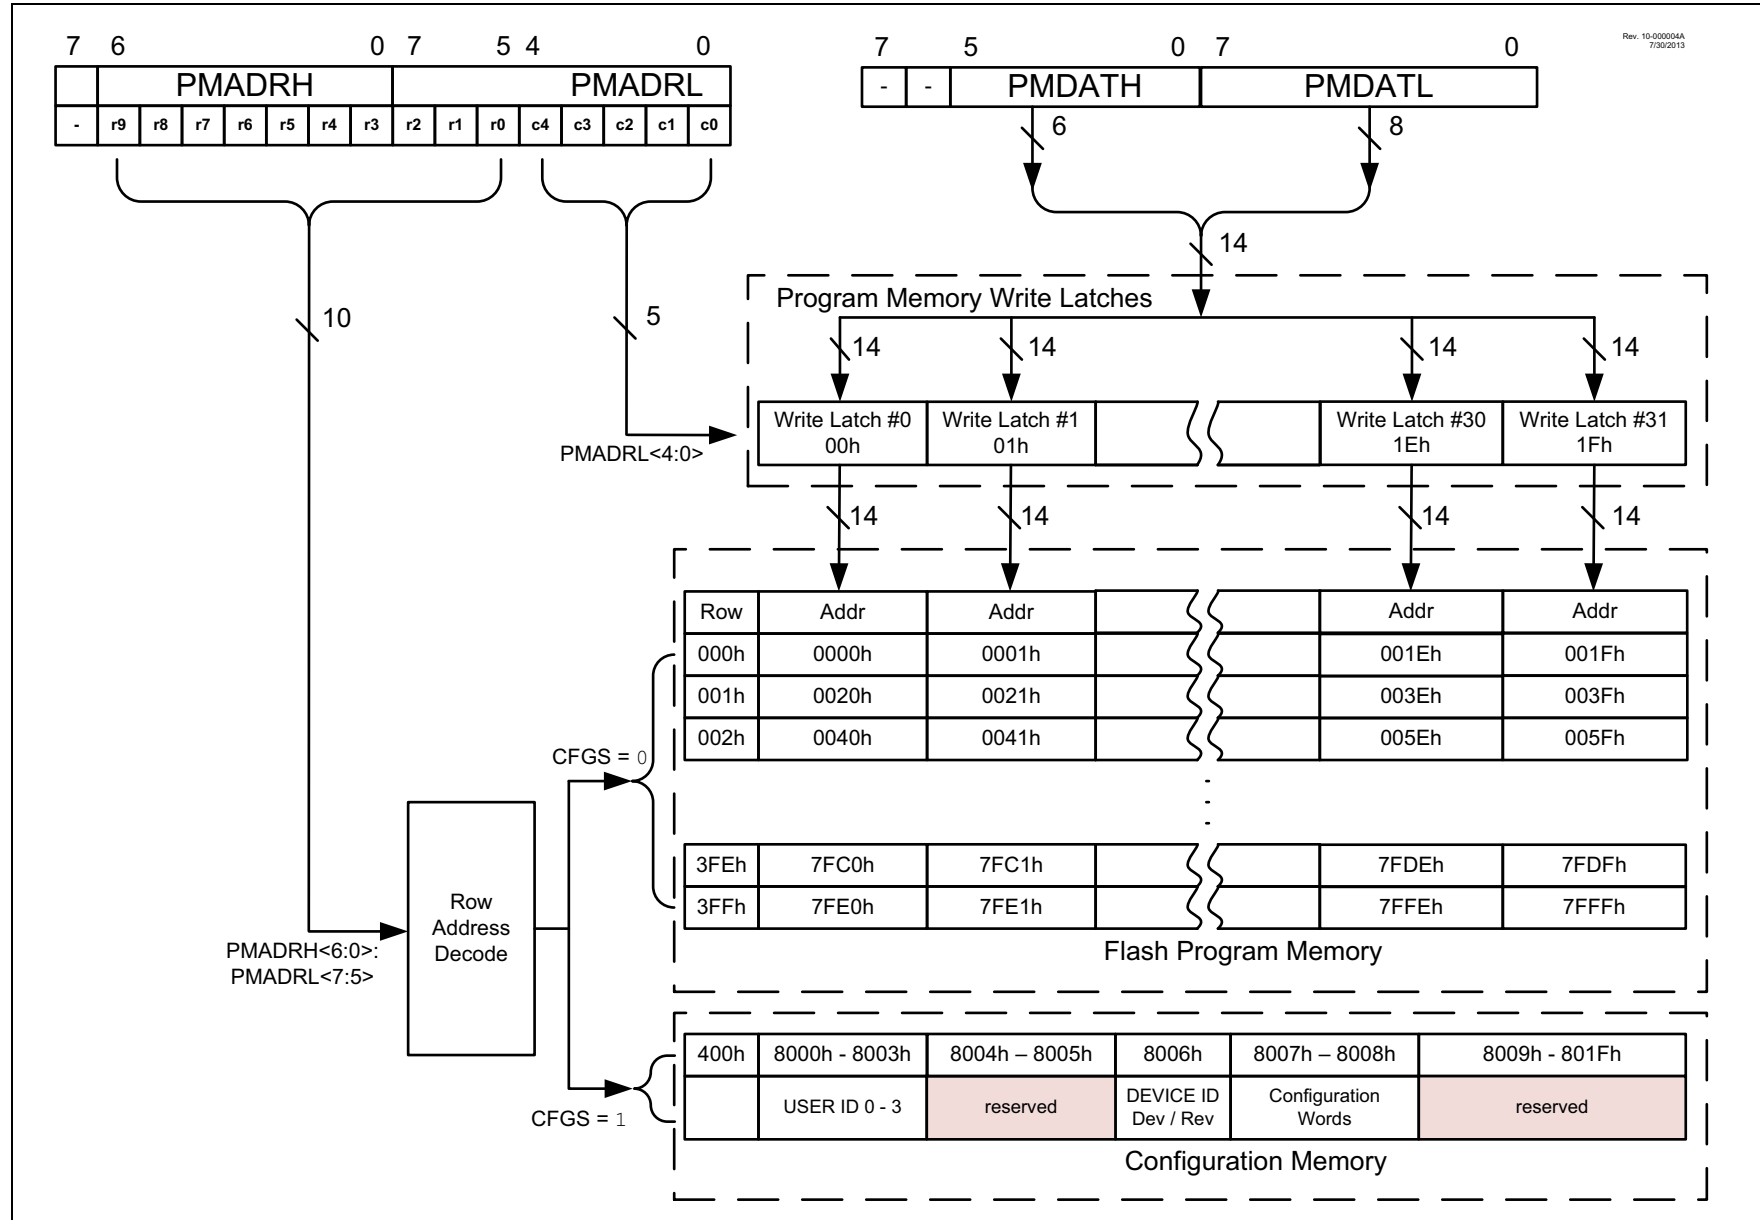 7 6 0 7 5 4 0
7 5 0 7 0
Rev. 10-000004A
7/30/2013
PMADRH PMADRL
- - PMDATH PMDATL
- r9 r8 r7 r6 r5 r4 r3 r2 r1 r0 c4 c3 c2 c1 c0
6 8
14
10 5
Program Memory Write Latches
14 14 14 14
Write Latch #0
00h
Write Latch #1
01h
Write Latch #30
1Eh
Write Latch #31
1Fh
PMADRL<4:0>
14 14 14 14
Row Addr Addr Addr Addr
000h 0000h 0001h 001Eh 001Fh
001h 0020h 0021h 003Eh 003Fh
002h 0040h 0041h 005Eh 005Fh
CFGS = 0
3FEh 7FC0h 7FC1h 7FDEh 7FDFh
3FFh 7FE0h 7FE1h 7FFEh 7FFFh
Row
Address
Decode
PMADRH<6:0>:
PMADRL<7:5>
Flash Program Memory
400h 8000h - 8003h 8004h – 8005h 8006h 8007h – 8008h 8009h - 801Fh
USER ID 0 - 3
reserved
DEVICE ID
Dev / Rev
Configuration
Words
reserved
CFGS = 1
Configuration Memory